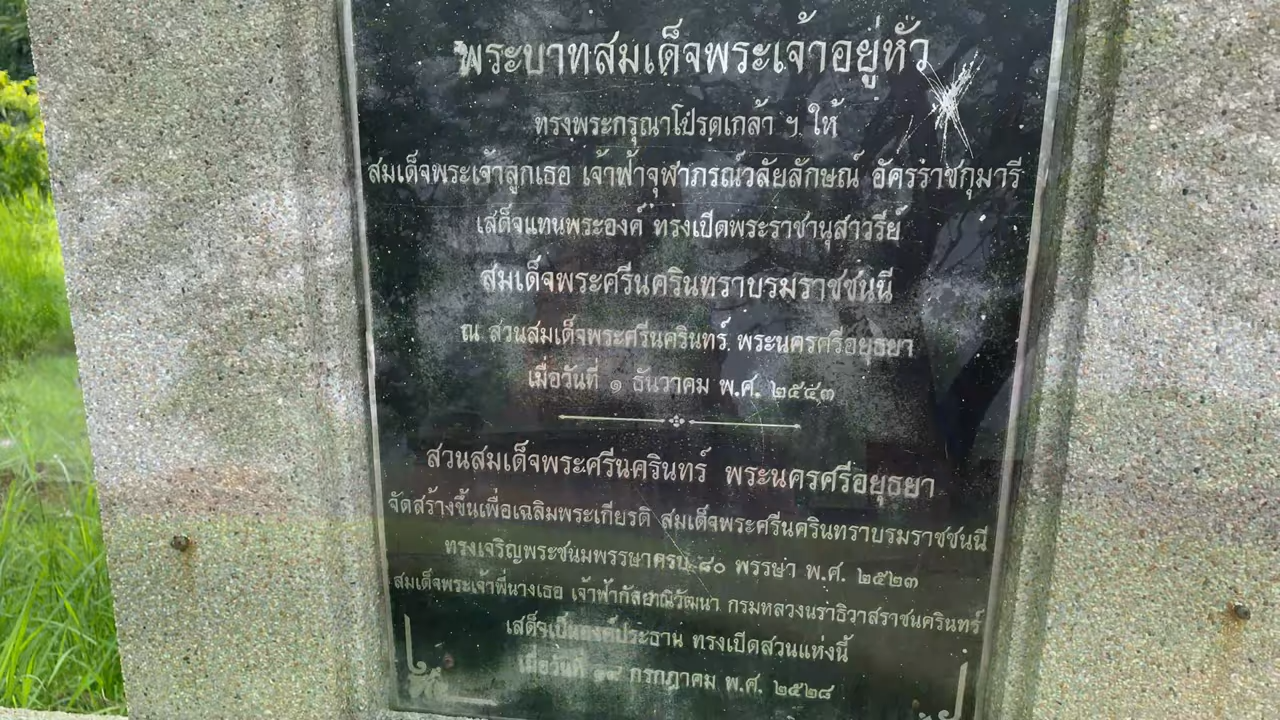 พระบาทสมเด็จพระเจ้าอยู่หัว
ทรงพระกรุณาโปรดเกล้า ฯ ให้
สมเด็จพระเจ้าลูกเธอ เจ้าฟ้าจุฬาภรณ์วลัยลักษณ์ อัครราชกุมารี
เสด็จแทนพระองค์ ทรงเปิดพระราชานุสาวรีย์
สมเด็จพระศรีนครินทราบรมราชชนนี
ณ สวนสมเด็จพระศรีนครินทร์ พระนครศรีอยุธยา
เมื่อวันที่ ๑ ธันวาคม พ.ศ. ๒๕๔๓
สวนสมเด็จพระศรีนครินทร์ พระนครศรีอยุธยา
จัดสร้างขึ้นเพื่อเฉลิมพระเกียรติ สมเด็จพระศรีนครินทราบรมราชชนนี
ทรงเจริญพระชนมพรรษาครบ ๘๐ พรรษา พ.ศ. ๒๕๒๓
สมเด็จพระเจ้าพี่นางเธอ เจ้าฟ้ากัลยาณิวัฒนา กรมหลวงนราธิวาสราชนครินทร์
เสด็จเป็นองค์ประธาน ทรงเปิดสวนแห่งนี้
เมื่อวันที่ กรกฎาคม พ.ศ. ๒๕๒๘